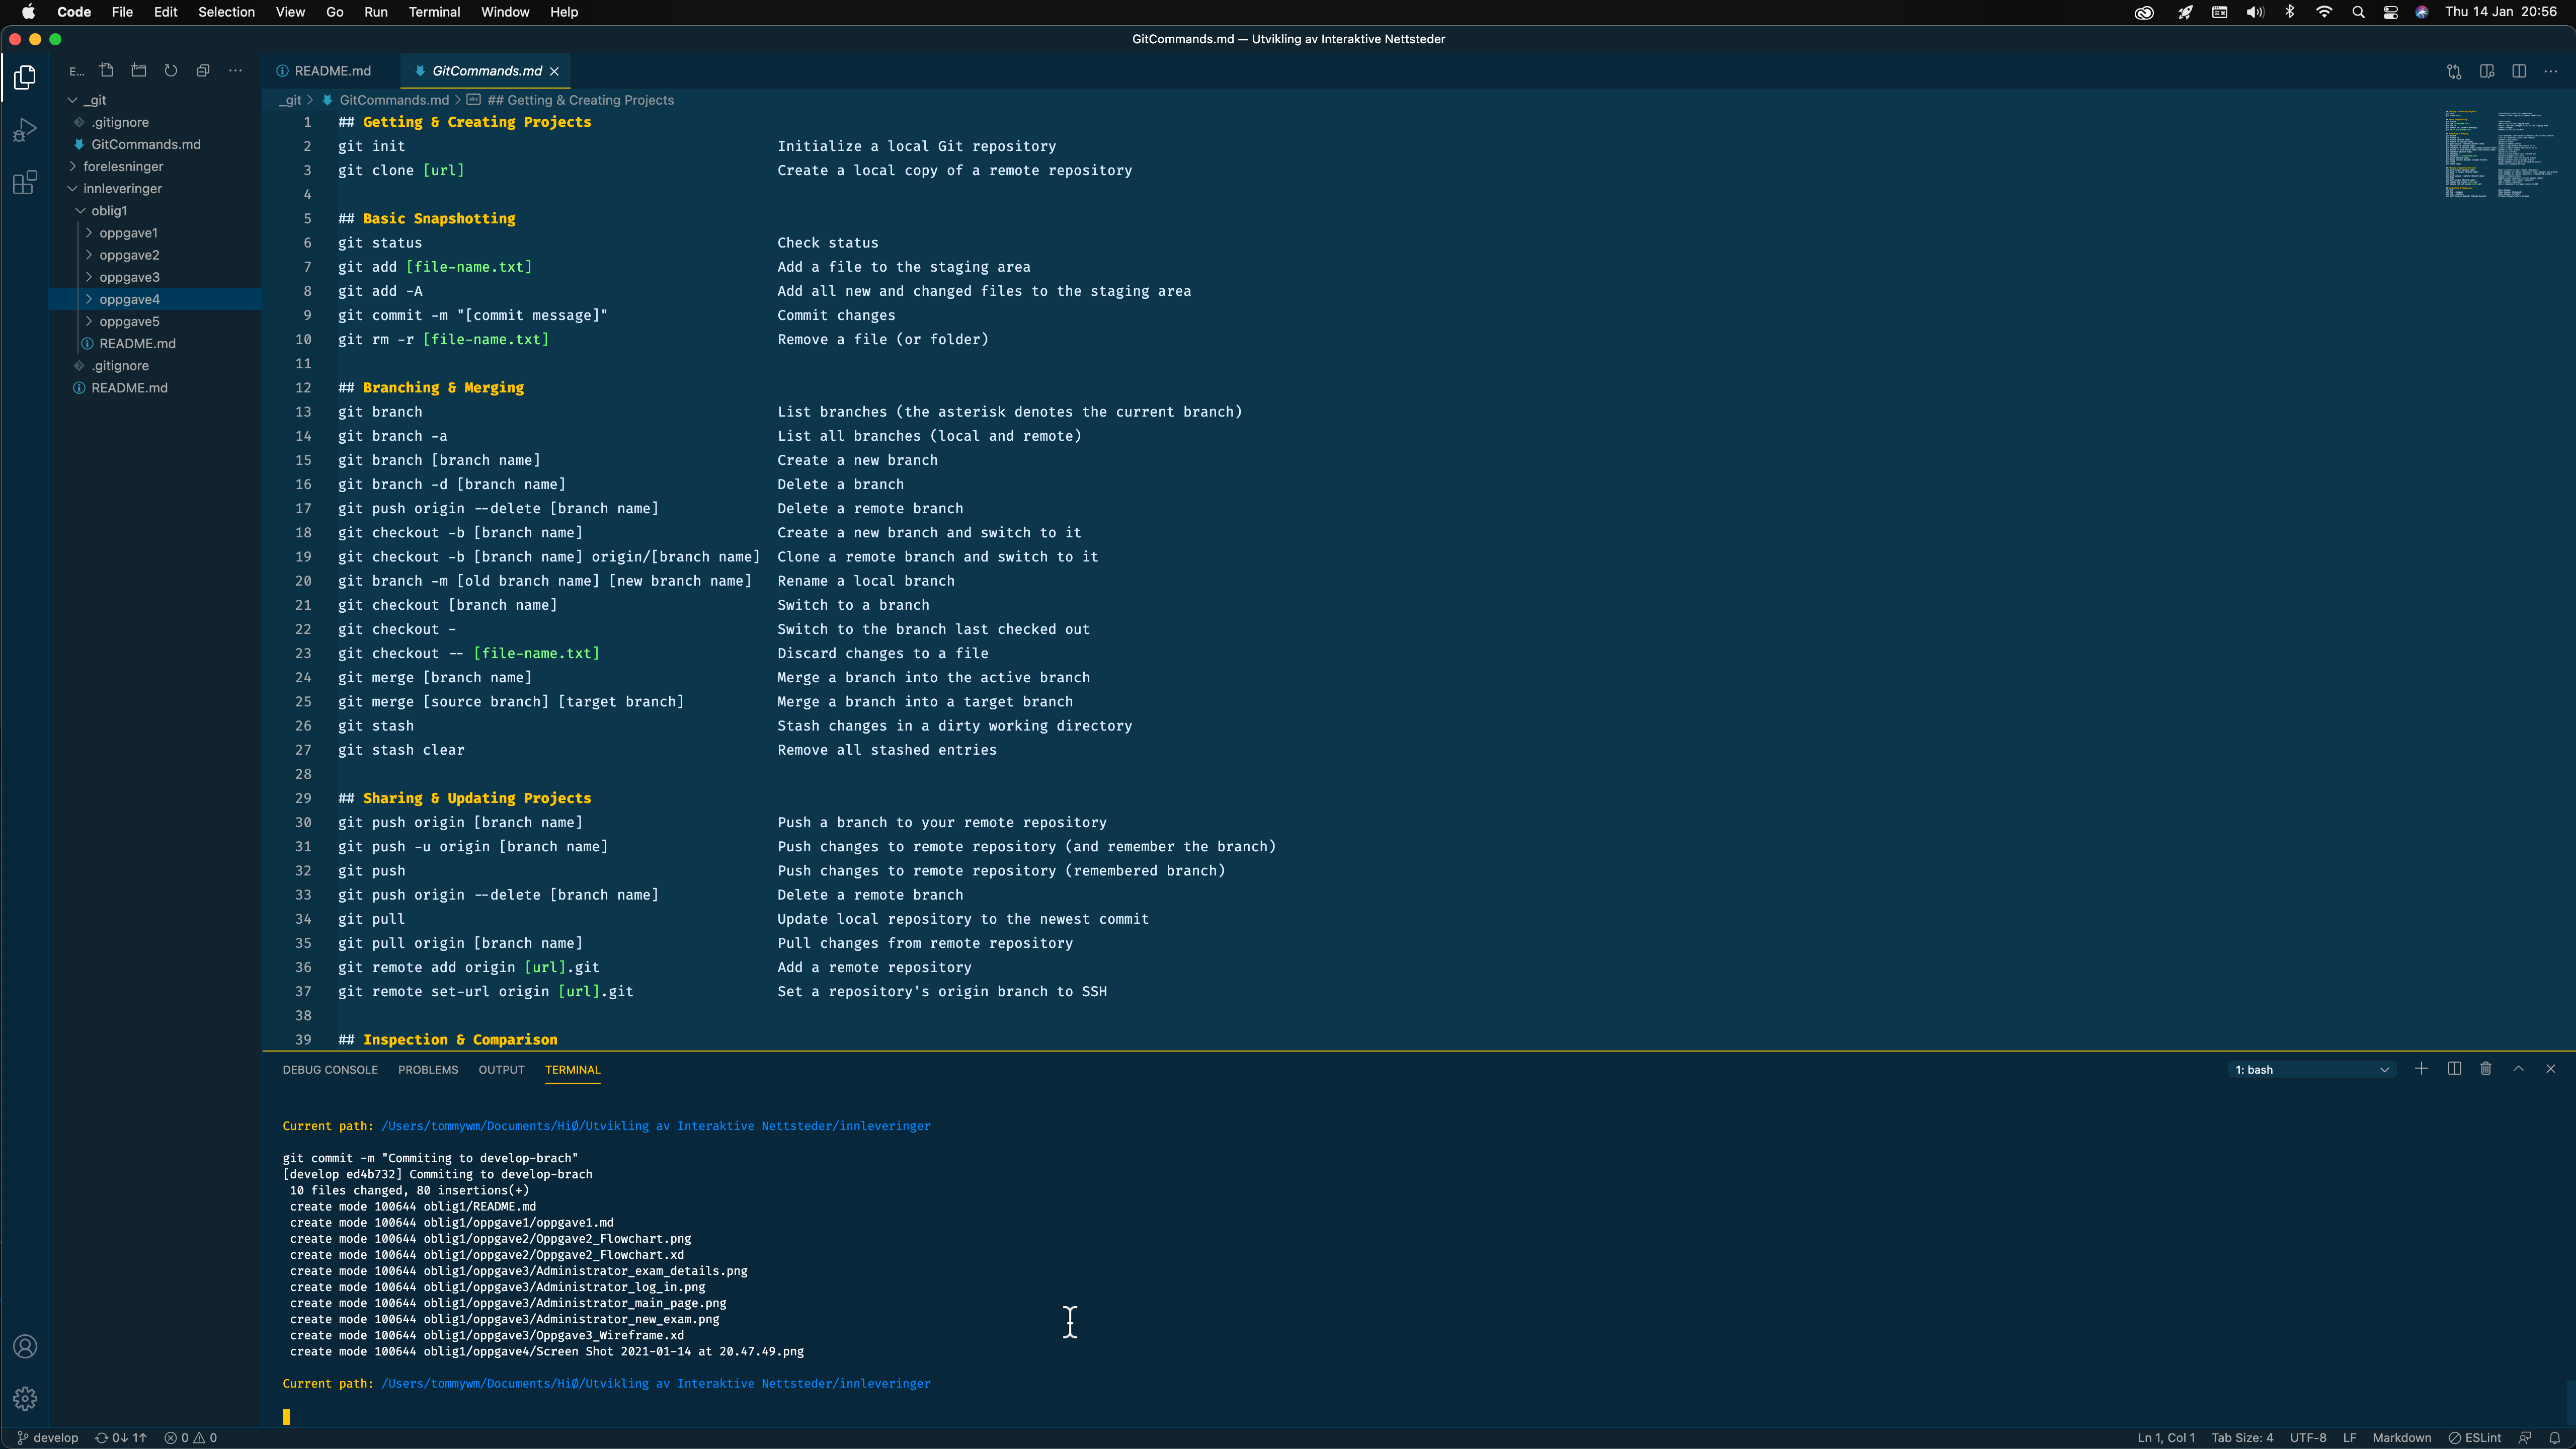 Code File Edit Selection View Go Run Terminal Window Help Thu 14 Jan 20:56
GitCommands.md — Utvikling av Interaktive Nettsteder
E...
README.md GitCommands.md
_git
.gitignore
GitCommands.md
forelesninger
innleveringer
oblig1
oppgave1
oppgave2
oppgave3
oppgave4
oppgave5
README.md
.gitignore
README.md
_git > GitCommands.md > ## Getting & Creating Projects
1 ## Getting & Creating Projects
2 git init Initialize a local Git repository
3 git clone [url] Create a local copy of a remote repository
4
5 ## Basic Snapshotting
6 git status Check status
7 git add [file-name.txt] Add a file to the staging area
8 git add -A Add all new and changed files to the staging area
9 git commit -m "[commit message]" Commit changes
10 git rm -r [file-name.txt] Remove a file (or folder)
11
12 ## Branching & Merging
13 git branch List branches (the asterisk denotes the current branch)
14 git branch -a List all branches (local and remote)
15 git branch [branch name] Create a new branch
16 git branch -d [branch name] Delete a branch
17 git push origin --delete [branch name] Delete a remote branch
18 git checkout -b [branch name] Create a new branch and switch to it
19 git checkout -b [branch name] origin/[branch name] Clone a remote branch and switch to it
20 git branch -m [old branch name] [new branch name] Rename a local branch
21 git checkout [branch name] Switch to a branch
22 git checkout - Switch to the branch last checked out
23 git checkout -- [file-name.txt] Discard changes to a file
24 git merge [branch name] Merge a branch into the active branch
25 git merge [source branch] [target branch] Merge a branch into a target branch
26 git stash Stash changes in a dirty working directory
27 git stash clear Remove all stashed entries
28
29 ## Sharing & Updating Projects
30 git push origin [branch name] Push a branch to your remote repository
31 git push -u origin [branch name] Push changes to remote repository (and remember the branch)
32 git push Push changes to remote repository (remembered branch)
33 git push origin --delete [branch name] Delete a remote branch
34 git pull Update local repository to the newest commit
35 git pull origin [branch name] Pull changes from remote repository
36 git remote add origin [url].git Add a remote repository
37 git remote set-url origin [url].git Set a repository's origin branch to SSH
38
39 ## Inspection & Comparison
DEBUG CONSOLE PROBLEMS OUTPUT TERMINAL 1: bash
Current path: /Users/tommywm/Documents/HiØ/Utvikling av Interaktive Nettsteder/innleveringer
git commit -m "Commiting to develop-brach"
[develop ed4b732] Commiting to develop-brach
10 files changed, 80 insertions(+)
create mode 100644 oblig1/README.md
create mode 100644 oblig1/oppgave1/oppgave1.md
create mode 100644 oblig1/oppgave2/Oppgave2_Flowchart.png
create mode 100644 oblig1/oppgave2/Oppgave2_Flowchart.xd
create mode 100644 oblig1/oppgave3/Administrator_exam_details.png
create mode 100644 oblig1/oppgave3/Administrator_log_in.png
create mode 100644 oblig1/oppgave3/Administrator_main_page.png
create mode 100644 oblig1/oppgave3/Administrator_new_exam.png
create mode 100644 oblig1/oppgave3/Oppgave3_Wireframe.xd
create mode 100644 oblig1/oppgave4/Screen Shot 2021-01-14 at 20.47.49.png
Current path: /Users/tommywm/Documents/HiØ/Utvikling av Interaktive Nettsteder/innleveringer
develop 0↓ 1↑ 0 0 Ln 1, Col 1 Tab Size: 4 UTF-8 LF Markdown ESLint